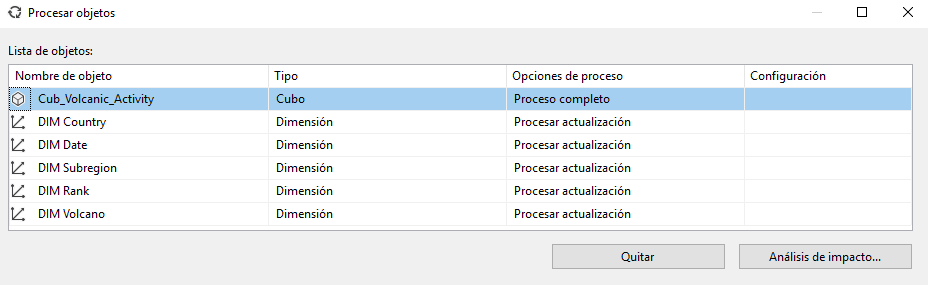 Procesar objetos
Lista de objetos:
Nombre de objeto Tipo Opciones de proceso Configuración
Cub_Volcanic_Activity Cubo Proceso completo
DIM Country Dimensión Procesar actualización
DIM Date Dimensión Procesar actualización
DIM Subregion Dimensión Procesar actualización
DIM Rank Dimensión Procesar actualización
DIM Volcano Dimensión Procesar actualización
Quitar Análisis de impacto...